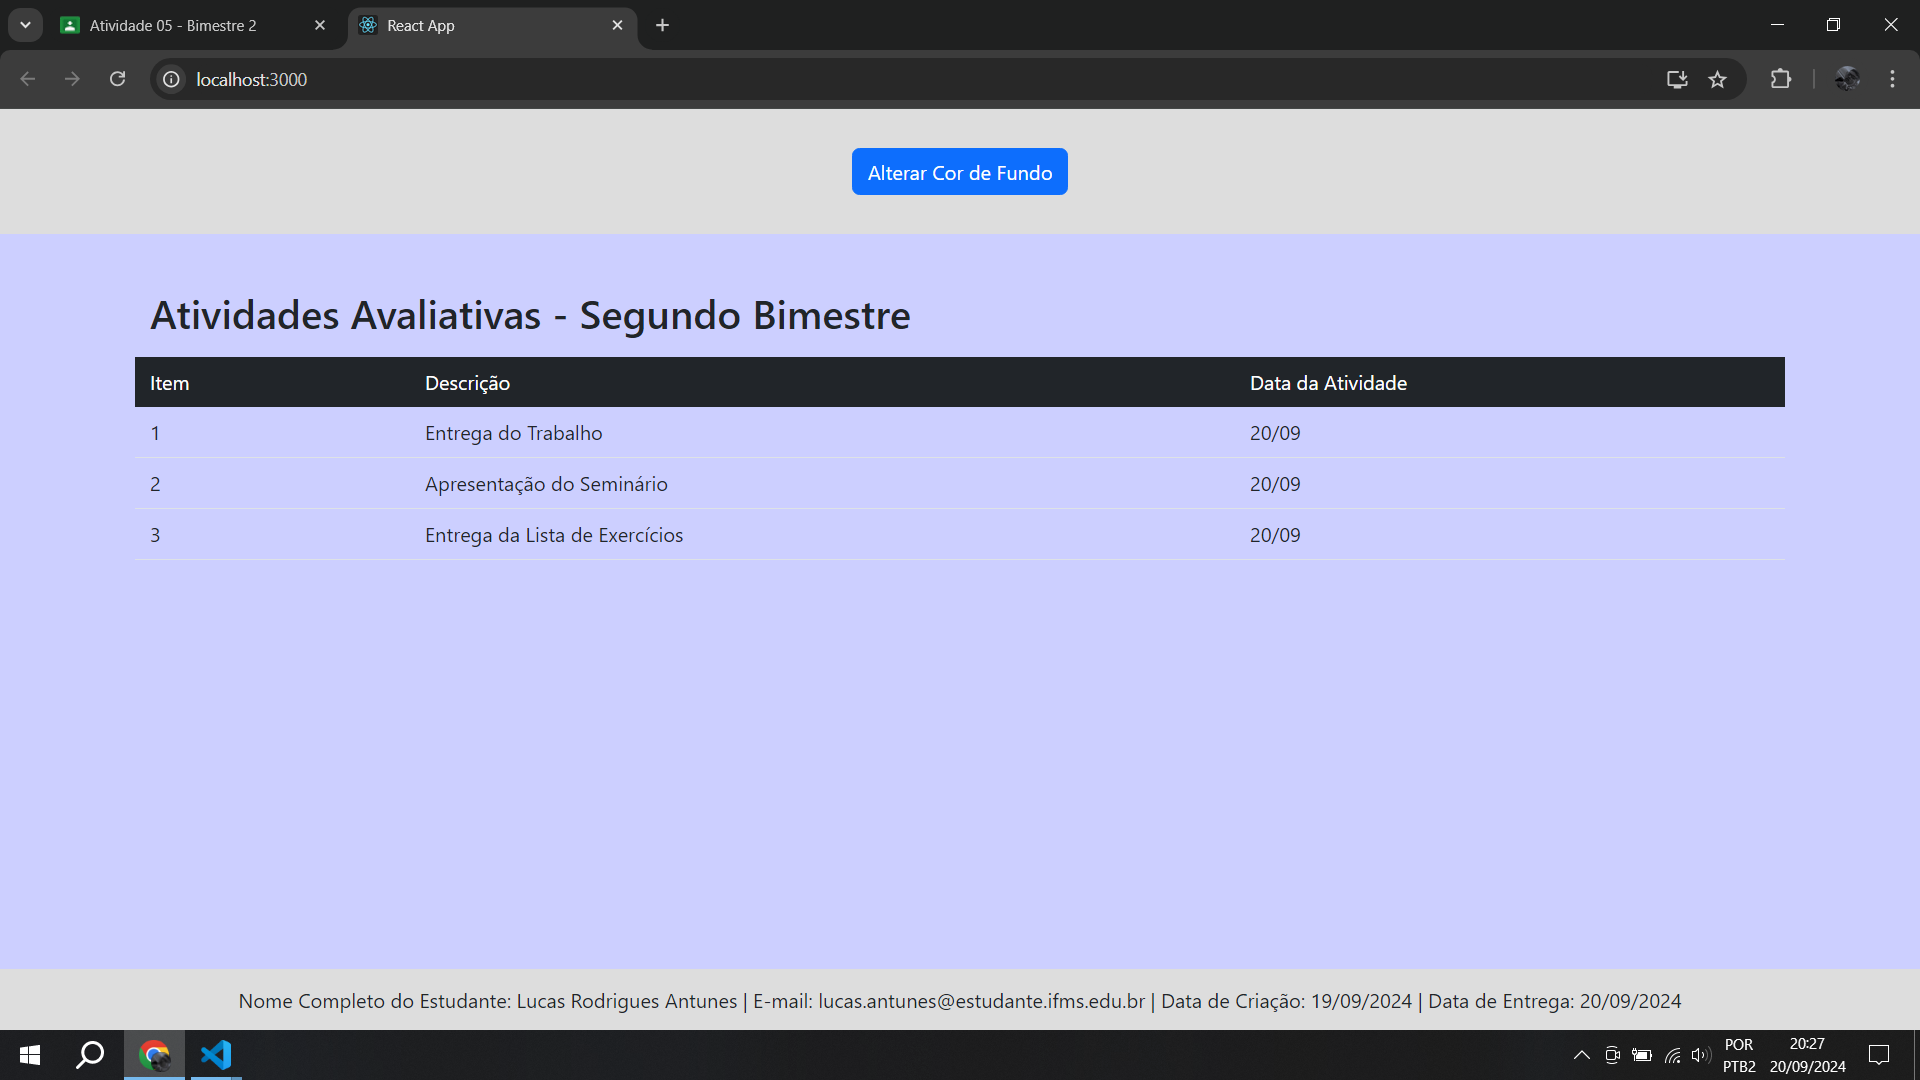 Atividade 05 - Bimestre 2
React App
localhost:3000
Alterar Cor de Fundo
Atividades Avaliativas - Segundo Bimestre
Item Descrição Data da Atividade
1 Entrega do Trabalho 20/09
2 Apresentação do Seminário 20/09
3 Entrega da Lista de Exercícios 20/09
Nome Completo do Estudante: Lucas Rodrigues Antunes | E-mail: lucas.antunes@estudante.ifms.edu.br | Data de Criação: 19/09/2024 | Data de Entrega: 20/09/2024
POR 20:27
PTB2 20/09/2024